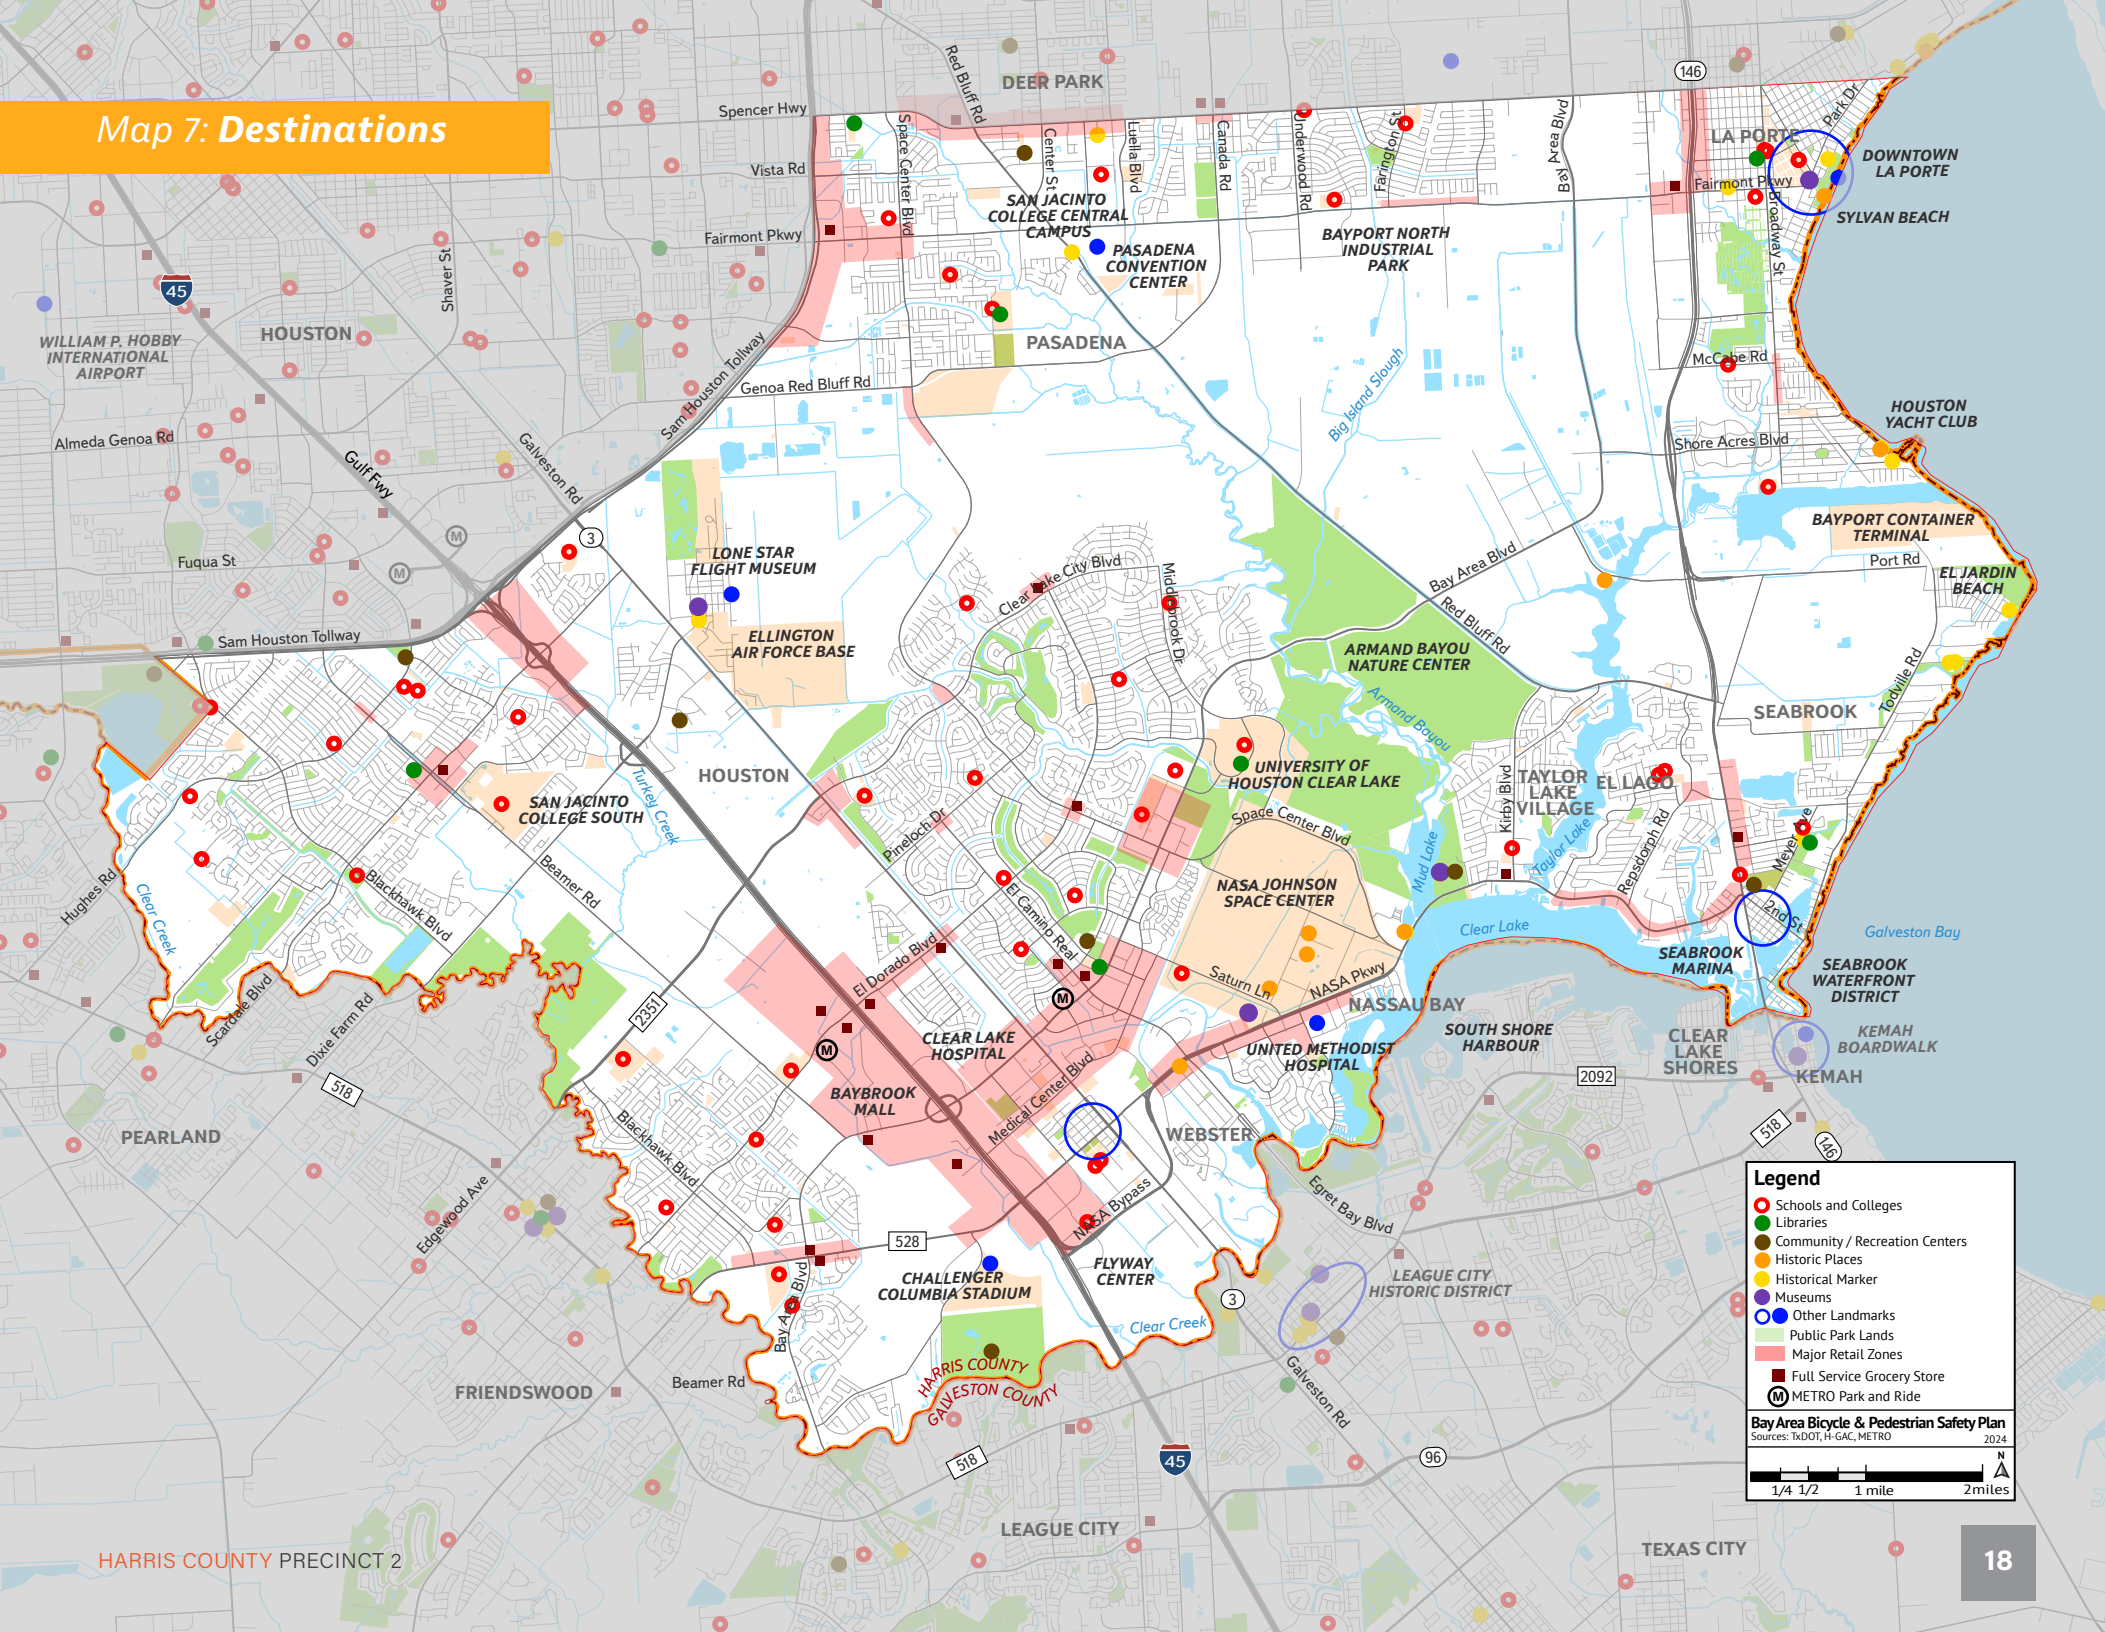 Map 7: Destinations
DEER PARK
Red Bluff Rd
146
Spencer Hwy
Park Dr
LA PORTE
Space Center Blvd
Center St
Luella Blvd
Canada Rd
Underwood Rd
Farington St
Bay Area Blvd
DOWNTOWN
LA PORTE
Vista Rd
Fairmont Pkwy
SAN JACINTO
COLLEGE CENTRAL
CAMPUS
Broadway St
SYLVAN BEACH
Fairmont Pkwy
BAYPORT NORTH
INDUSTRIAL
PARK
PASADENA
CONVENTION
CENTER
Shaver St
45
HOUSTON
WILLIAM P. HOBBY
INTERNATIONAL
AIRPORT
PASADENA
McCabe Rd
Sam Houston Tollway
Genoa Red Bluff Rd
Big Island Slough
HOUSTON
YACHT CLUB
Almeda Genoa Rd
Shore Acres Blvd
Gulf Fwy
Galveston Rd
BAYPORT CONTAINER
TERMINAL
M
3
LONE STAR
FLIGHT MUSEUM
Fuqua St
M
Clear Lake City Blvd
Middlebrook Dr
Bay Area Blvd
Port Rd
EL JARDIN
BEACH
Red Bluff Rd
Sam Houston Tollway
ELLINGTON
AIR FORCE BASE
ARMAND BAYOU
NATURE CENTER
Todville Rd
Armand Bayou
SEABROOK
HOUSTON
UNIVERSITY OF
HOUSTON CLEAR LAKE
TAYLOR
LAKE
VILLAGE
EL LAGO
Kirby Blvd
SAN JACINTO
COLLEGE SOUTH
Turkey Creek
Pineloch Dr
Space Center Blvd
Mud Lake
Taylor Lake
Repsdorph Rd
Meyer Ave
Beamer Rd
Hughes Rd
Clear Creek
Blackhawk Blvd
El Camino Real
NASA JOHNSON
SPACE CENTER
2nd St
Clear Lake
Galveston Bay
El Dorado Blvd
SEABROOK
MARINA
SEABROOK
WATERFRONT
DISTRICT
Scarsdale Blvd
Dixie Farm Rd
2351
M
Saturn Ln
NASA Pkwy
NASSAU BAY
SOUTH SHORE
HARBOUR
M
CLEAR LAKE
HOSPITAL
UNITED METHODIST
HOSPITAL
CLEAR
LAKE
SHORES
KEMAH
BOARDWALK
KEMAH
518
BAYBROOK
MALL
Medical Center Blvd
2092
PEARLAND
Blackhawk Blvd
WEBSTER
518
146
Edgewood Ave
NASA Bypass
Egret Bay Blvd
528
FLYWAY
CENTER
CHALLENGER
COLUMBIA STADIUM
Bay Area Blvd
LEAGUE CITY
HISTORIC DISTRICT
3
Clear Creek
HARRIS COUNTY
GALVESTON COUNTY
Galveston Rd
FRIENDSWOOD
Beamer Rd
518
45
96
LEAGUE CITY
TEXAS CITY
Legend
Schools and Colleges
Libraries
Community / Recreation Centers
Historic Places
Historical Marker
Museums
Other Landmarks
Public Park Lands
Major Retail Zones
Full Service Grocery Store
M METRO Park and Ride
Bay Area Bicycle & Pedestrian Safety Plan
Sources: TxDOT, H-GAC, METRO 2024
N
1/4 1/2 1 mile 2miles
HARRIS COUNTY PRECINCT 2
18